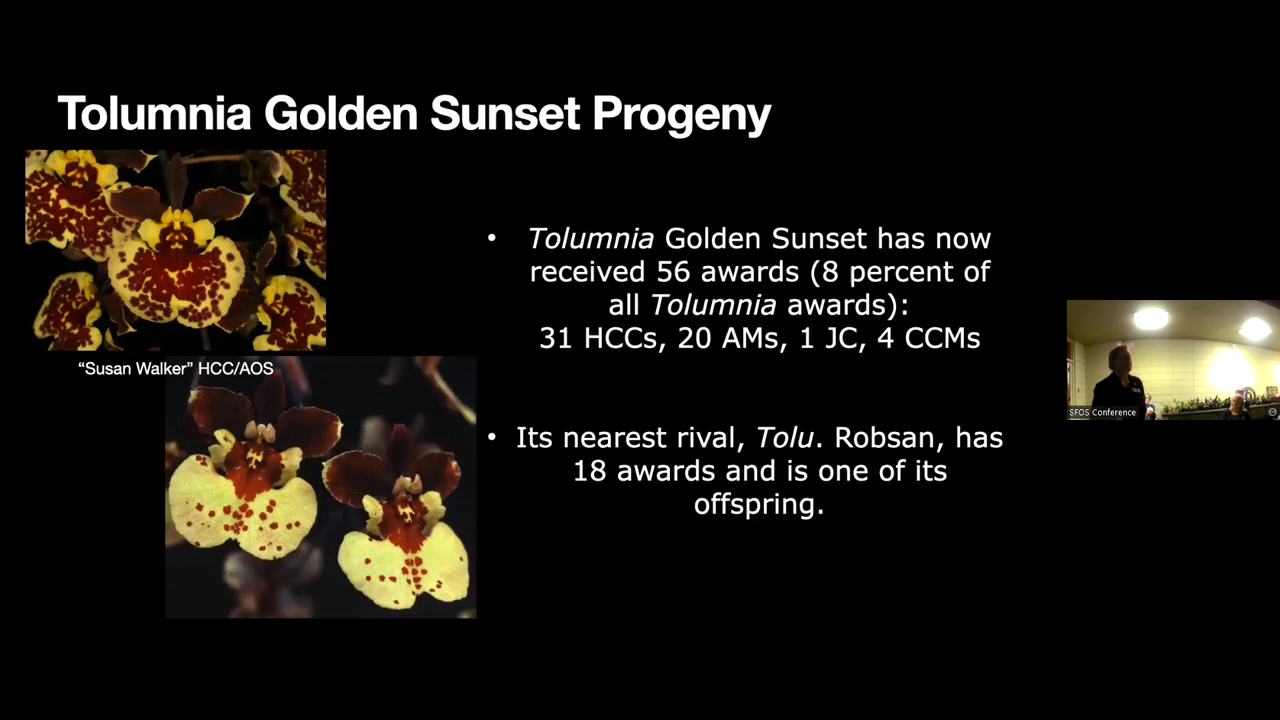 Tolumnia Golden Sunset Progeny
"Susan Walker" HCC/AOS
• Tolumnia Golden Sunset has now
received 56 awards (8 percent of
all Tolumnia awards):
31 HCCs, 20 AMs, 1 JC, 4 CCMs
• Its nearest rival, Tolu. Robsan, has
18 awards and is one of its
offspring.
SFOS Conference